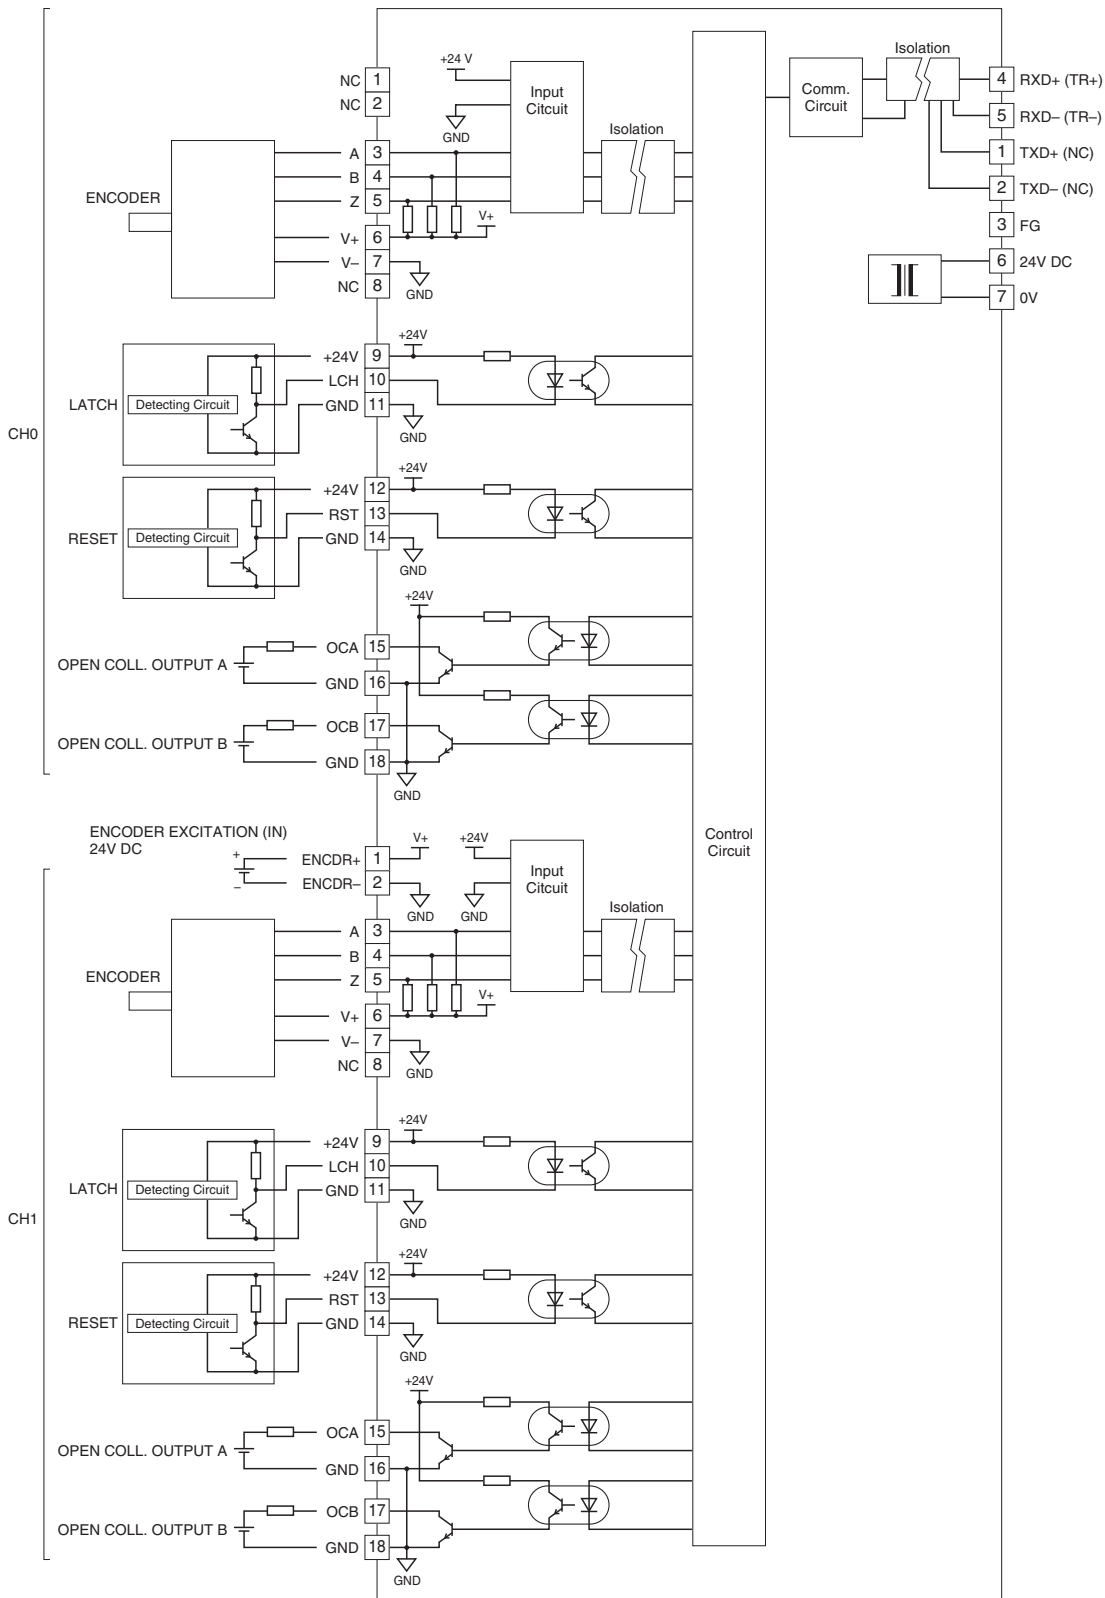 CH0
NC 1
NC 2
+24 V
GND
Input
Citcuit
Isolation
ENCODER
A 3
B 4
Z 5
V+ 6
V+
V– 7
GND
NC 8
LATCH
Detecting Circuit
+24V 9
+24V
LCH 10
GND 11
GND
RESET
Detecting Circuit
+24V 12
+24V
RST 13
GND 14
GND
+24V
OPEN COLL. OUTPUT A
OCA 15
GND 16
OPEN COLL. OUTPUT B
OCB 17
GND 18
GND
CH1
ENCODER EXCITATION (IN)
24V DC
+
–
ENCDR+ 1
V+
ENCDR– 2
GND
+24V
GND
Input
Citcuit
Isolation
ENCODER
A 3
B 4
Z 5
V+ 6
V+
V– 7
GND
NC 8
LATCH
Detecting Circuit
+24V 9
+24V
LCH 10
GND 11
GND
RESET
Detecting Circuit
+24V 12
+24V
RST 13
GND 14
GND
+24V
OPEN COLL. OUTPUT A
OCA 15
GND 16
OPEN COLL. OUTPUT B
OCB 17
GND 18
GND
Control
Circuit
Comm.
Circuit
Isolation
4 RXD+ (TR+)
5 RXD– (TR–)
1 TXD+ (NC)
2 TXD– (NC)
3 FG
6 24V DC
7 0V